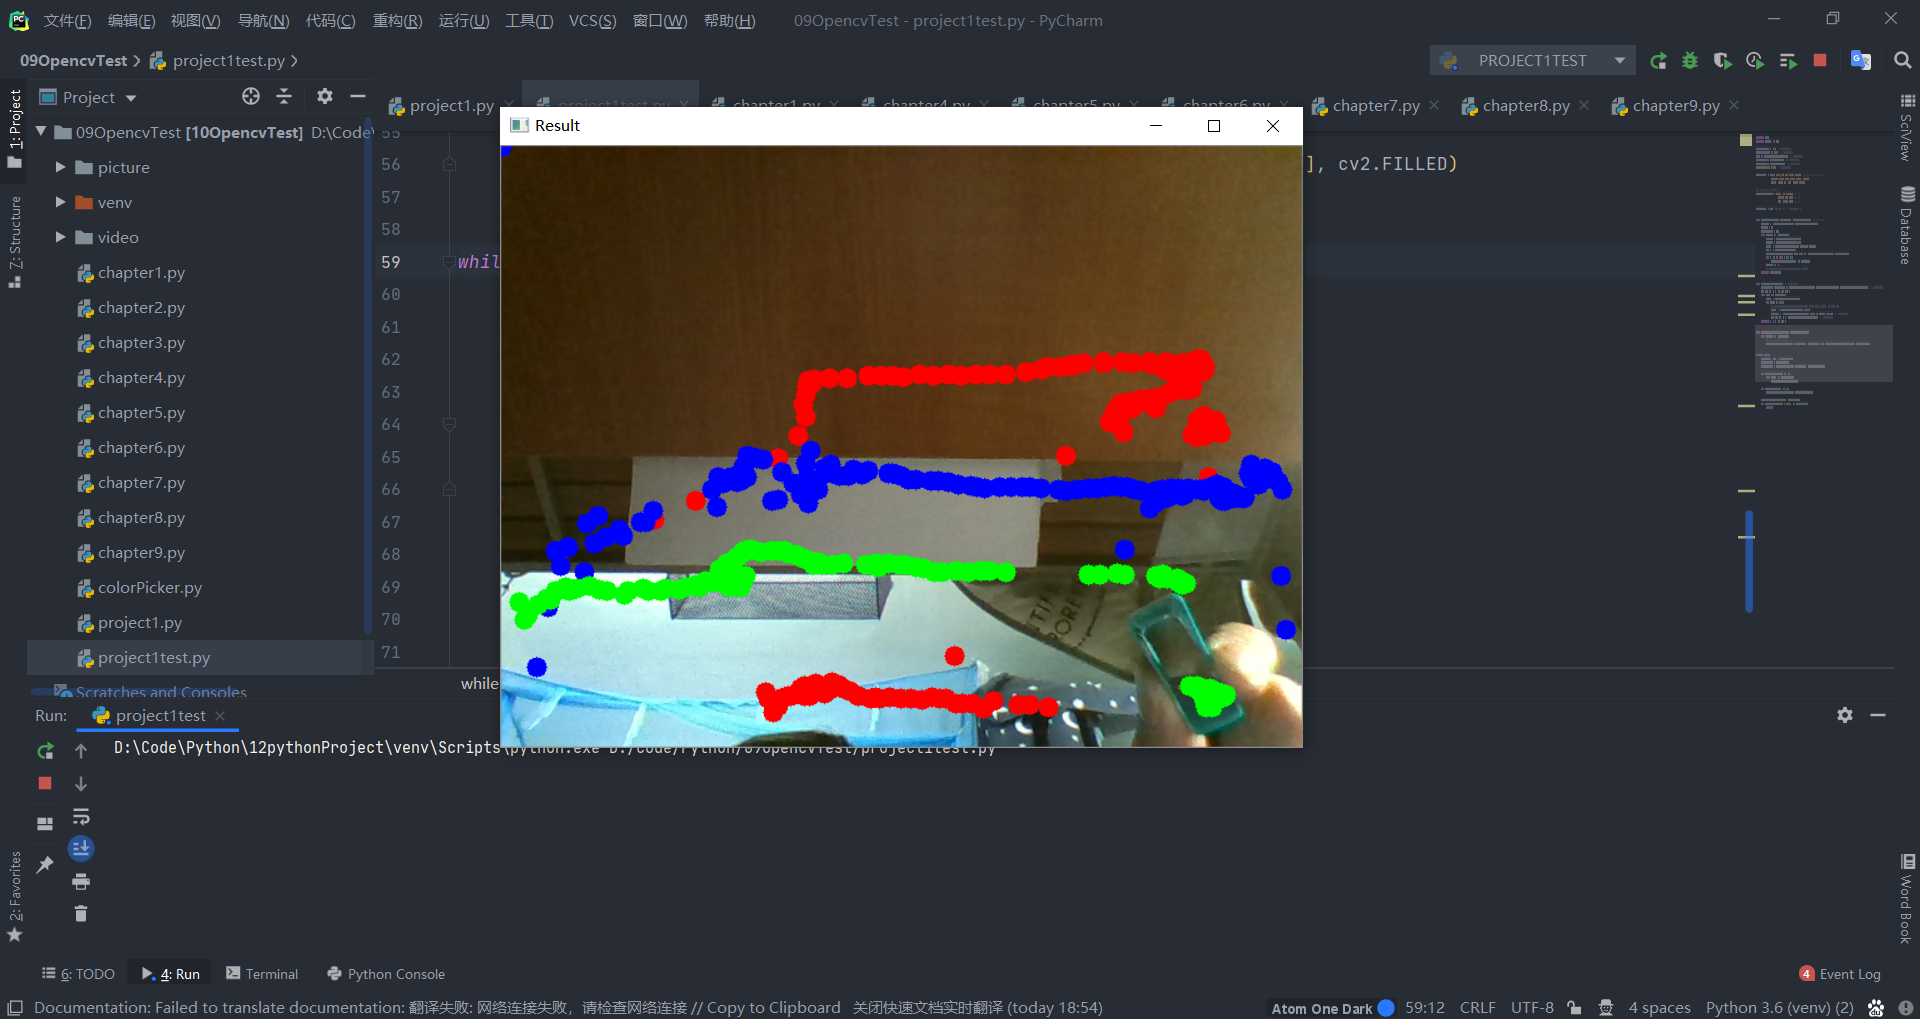 文件(F) 编辑(E) 视图(V) 导航(N) 代码(C) 重构(R) 运行(U) 工具(T) VCS(S) 窗口(W) 帮助(H) 09OpencvTest - project1test.py - PyCharm
09OpencvTest project1test.py PROJECT1TEST
1: Project
Project
project1.py project1test.py chapter1.py chapter4.py chapter5.py chapter6.py chapter7.py chapter8.py chapter9.py
Result
09OpencvTest [10OpencvTest] D:\Code\
picture
venv
video
chapter1.py
chapter2.py
chapter3.py
chapter4.py
chapter5.py
chapter6.py
chapter7.py
chapter8.py
chapter9.py
colorPicker.py
project1.py
project1test.py
Scratches and Consoles
7: Structure
2: Favorites
55
56 ], cv2.FILLED)
57
58
59 whil
60
61
62
63
64
65
66
67
68
69
70
71
while
SciView
Database
Word Book
Run: project1test
D:\Code\Python\12pythonProject\venv\Scripts\python.exe D:/Code/Python/09OpencvTest/project1test.py
6: TODO 4: Run Terminal Python Console 4 Event Log
Documentation: Failed to translate documentation: 翻译失败: 网络连接失败，请检查网络连接 // Copy to Clipboard 关闭快速文档实时翻译 (today 18:54) Atom One Dark 59:12 CRLF UTF-8 4 spaces Python 3.6 (venv) (2)